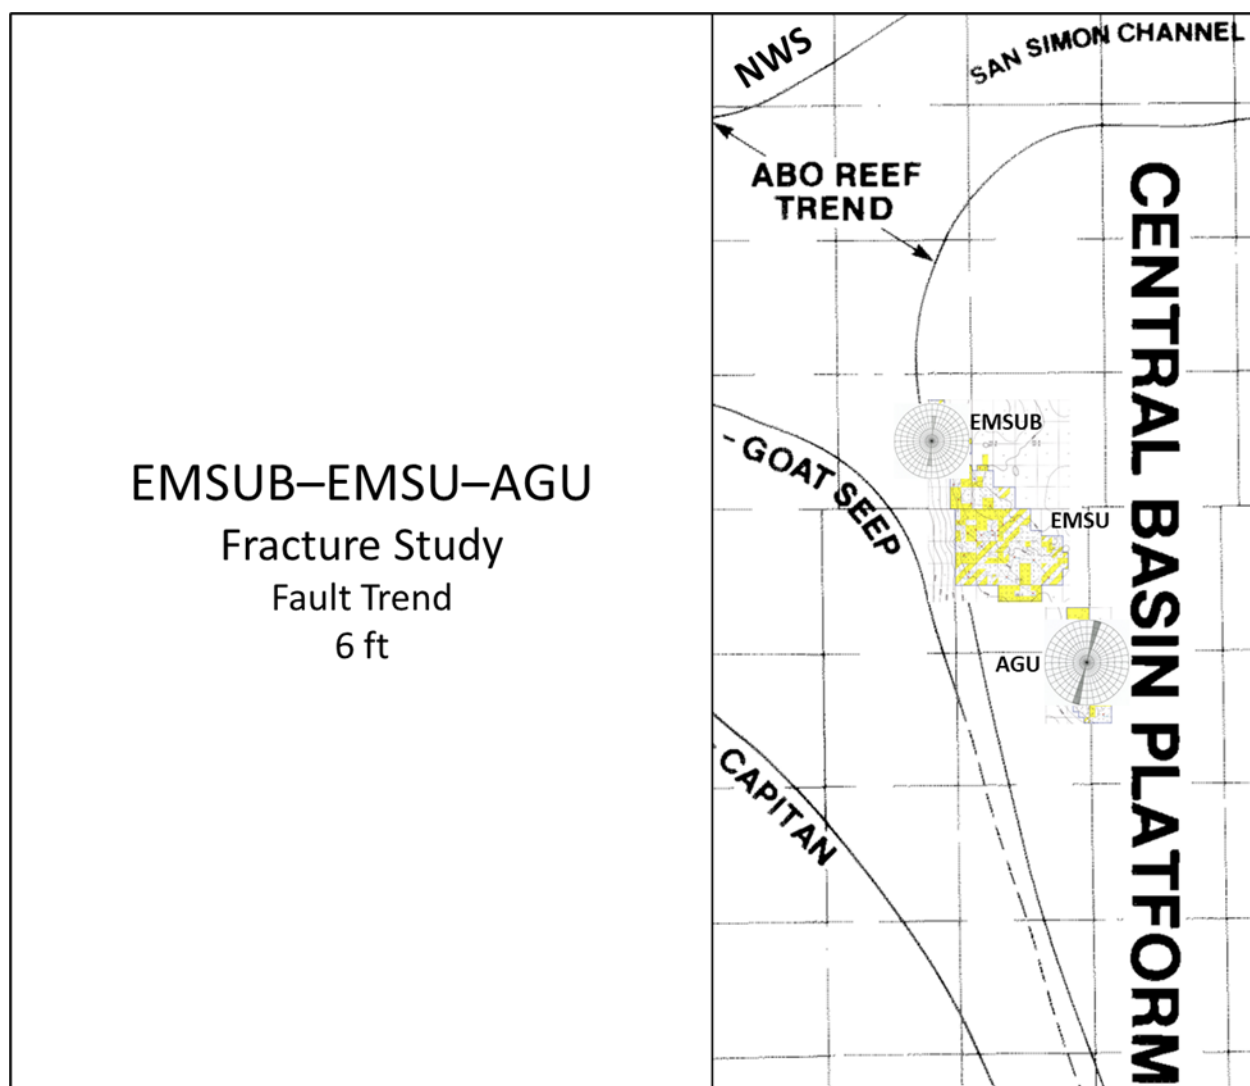 EMSUB–EMSU–AGU
Fracture Study
Fault Trend
6 ft
NWS
SAN SIMON CHANNEL
ABO REEF
TREND
CENTRAL BASIN PLATFORM
EMSUB
- GOAT SEEP
EMSU
AGU
CAPITAN